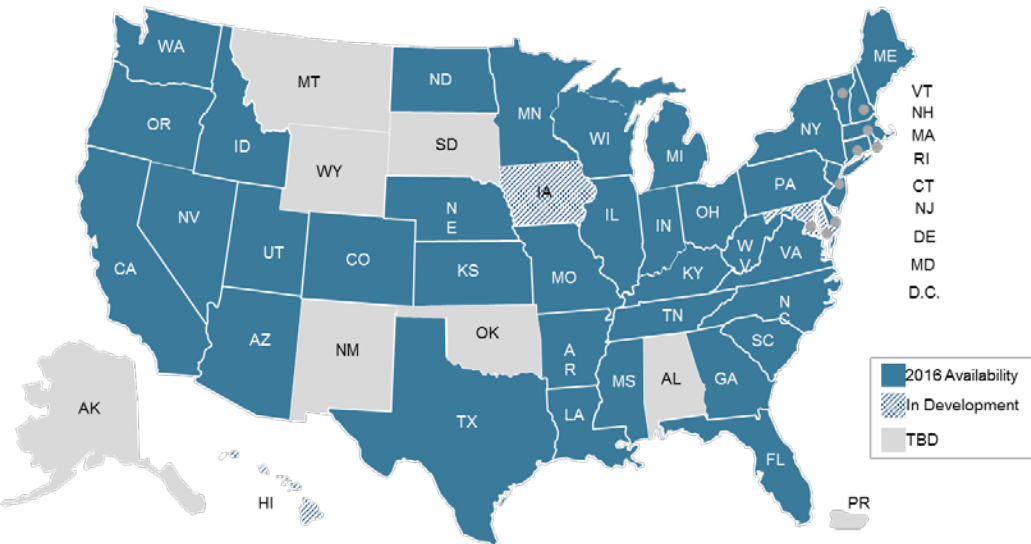 WA
MT
ND
MN
ME
VT
NH
OR
ID
SD
WI
MI
NY
MA
RI
WY
IA
PA
CT
NJ
NV
UT
N
E
IL
IN
OH
W
V
VA
DE
MD
D.C.
CA
CO
KS
MO
KY
AZ
NM
OK
A
R
TN
N
C
SC
MS
AL
GA
2016 Availability
In Development
TBD
AK
TX
LA
FL
HI
PR